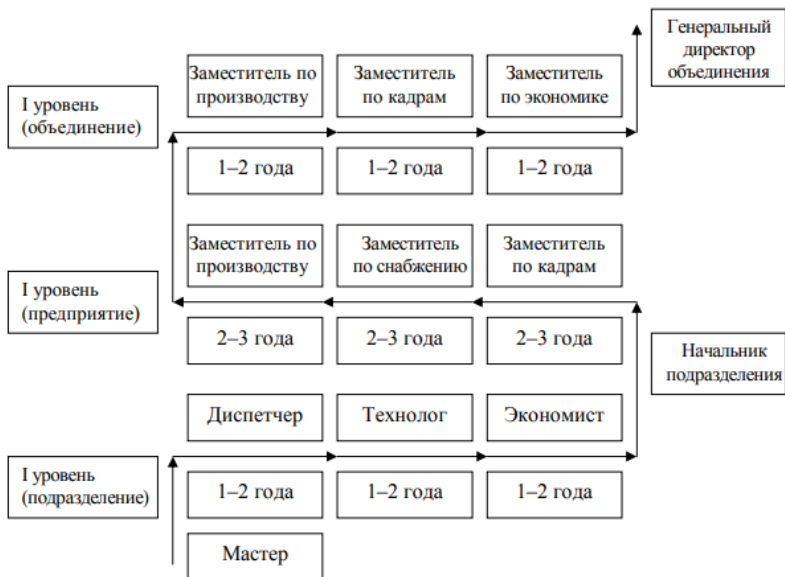 Генеральный
директор
объединения
Заместитель по
производству
Заместитель
по кадрам
Заместитель
по экономике
I уровень
(объединение)
1–2 года
1–2 года
1–2 года
Заместитель по
производству
Заместитель
по снабжению
Заместитель
по кадрам
I уровень
(предприятие)
2–3 года
2–3 года
2–3 года
Начальник
подразделения
Диспетчер
Технолог
Экономист
I уровень
(подразделение)
1–2 года
1–2 года
1–2 года
Мастер